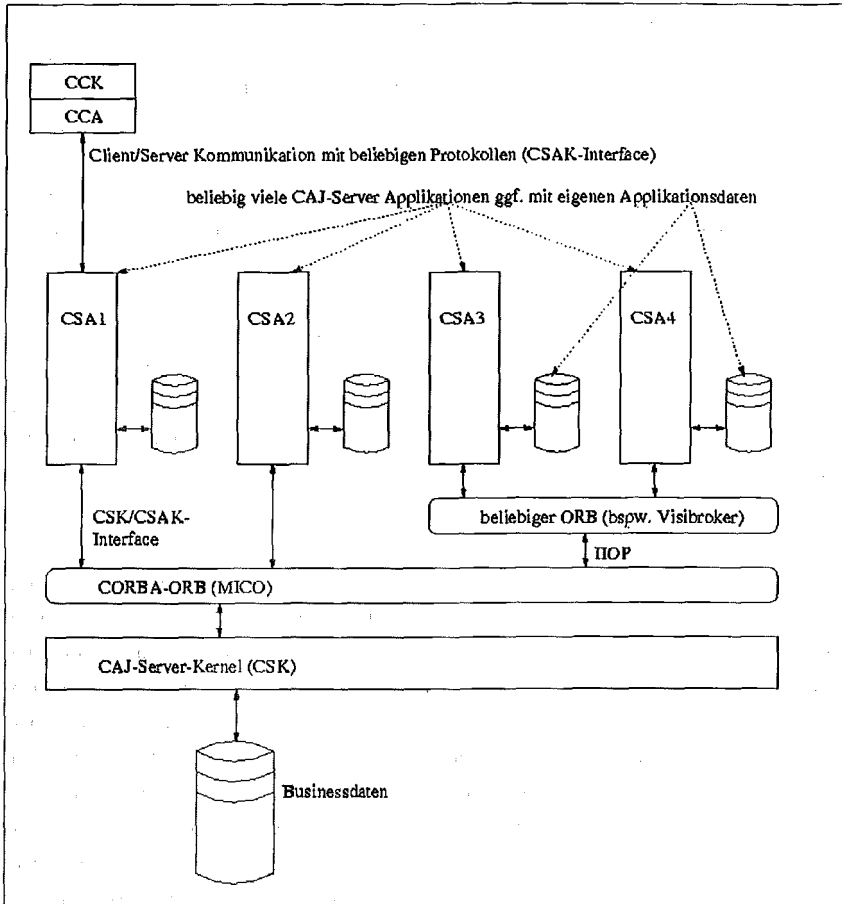 CCK
CCA
Client/Server Kommunikation mit beliebigen Protokollen (CSAK-Interface)
beliebig viele CAJ-Server Applikationen ggf. mit eigenen Applikationsdaten
CSA1
CSA2
CSA3
CSA4
CSK/CSAK-
Interface
beliebiger ORB (bspw. Visibroker)
IIOP
CORBA-ORB (MICO)
CAJ-Server-Kernel (CSK)
Businessdaten